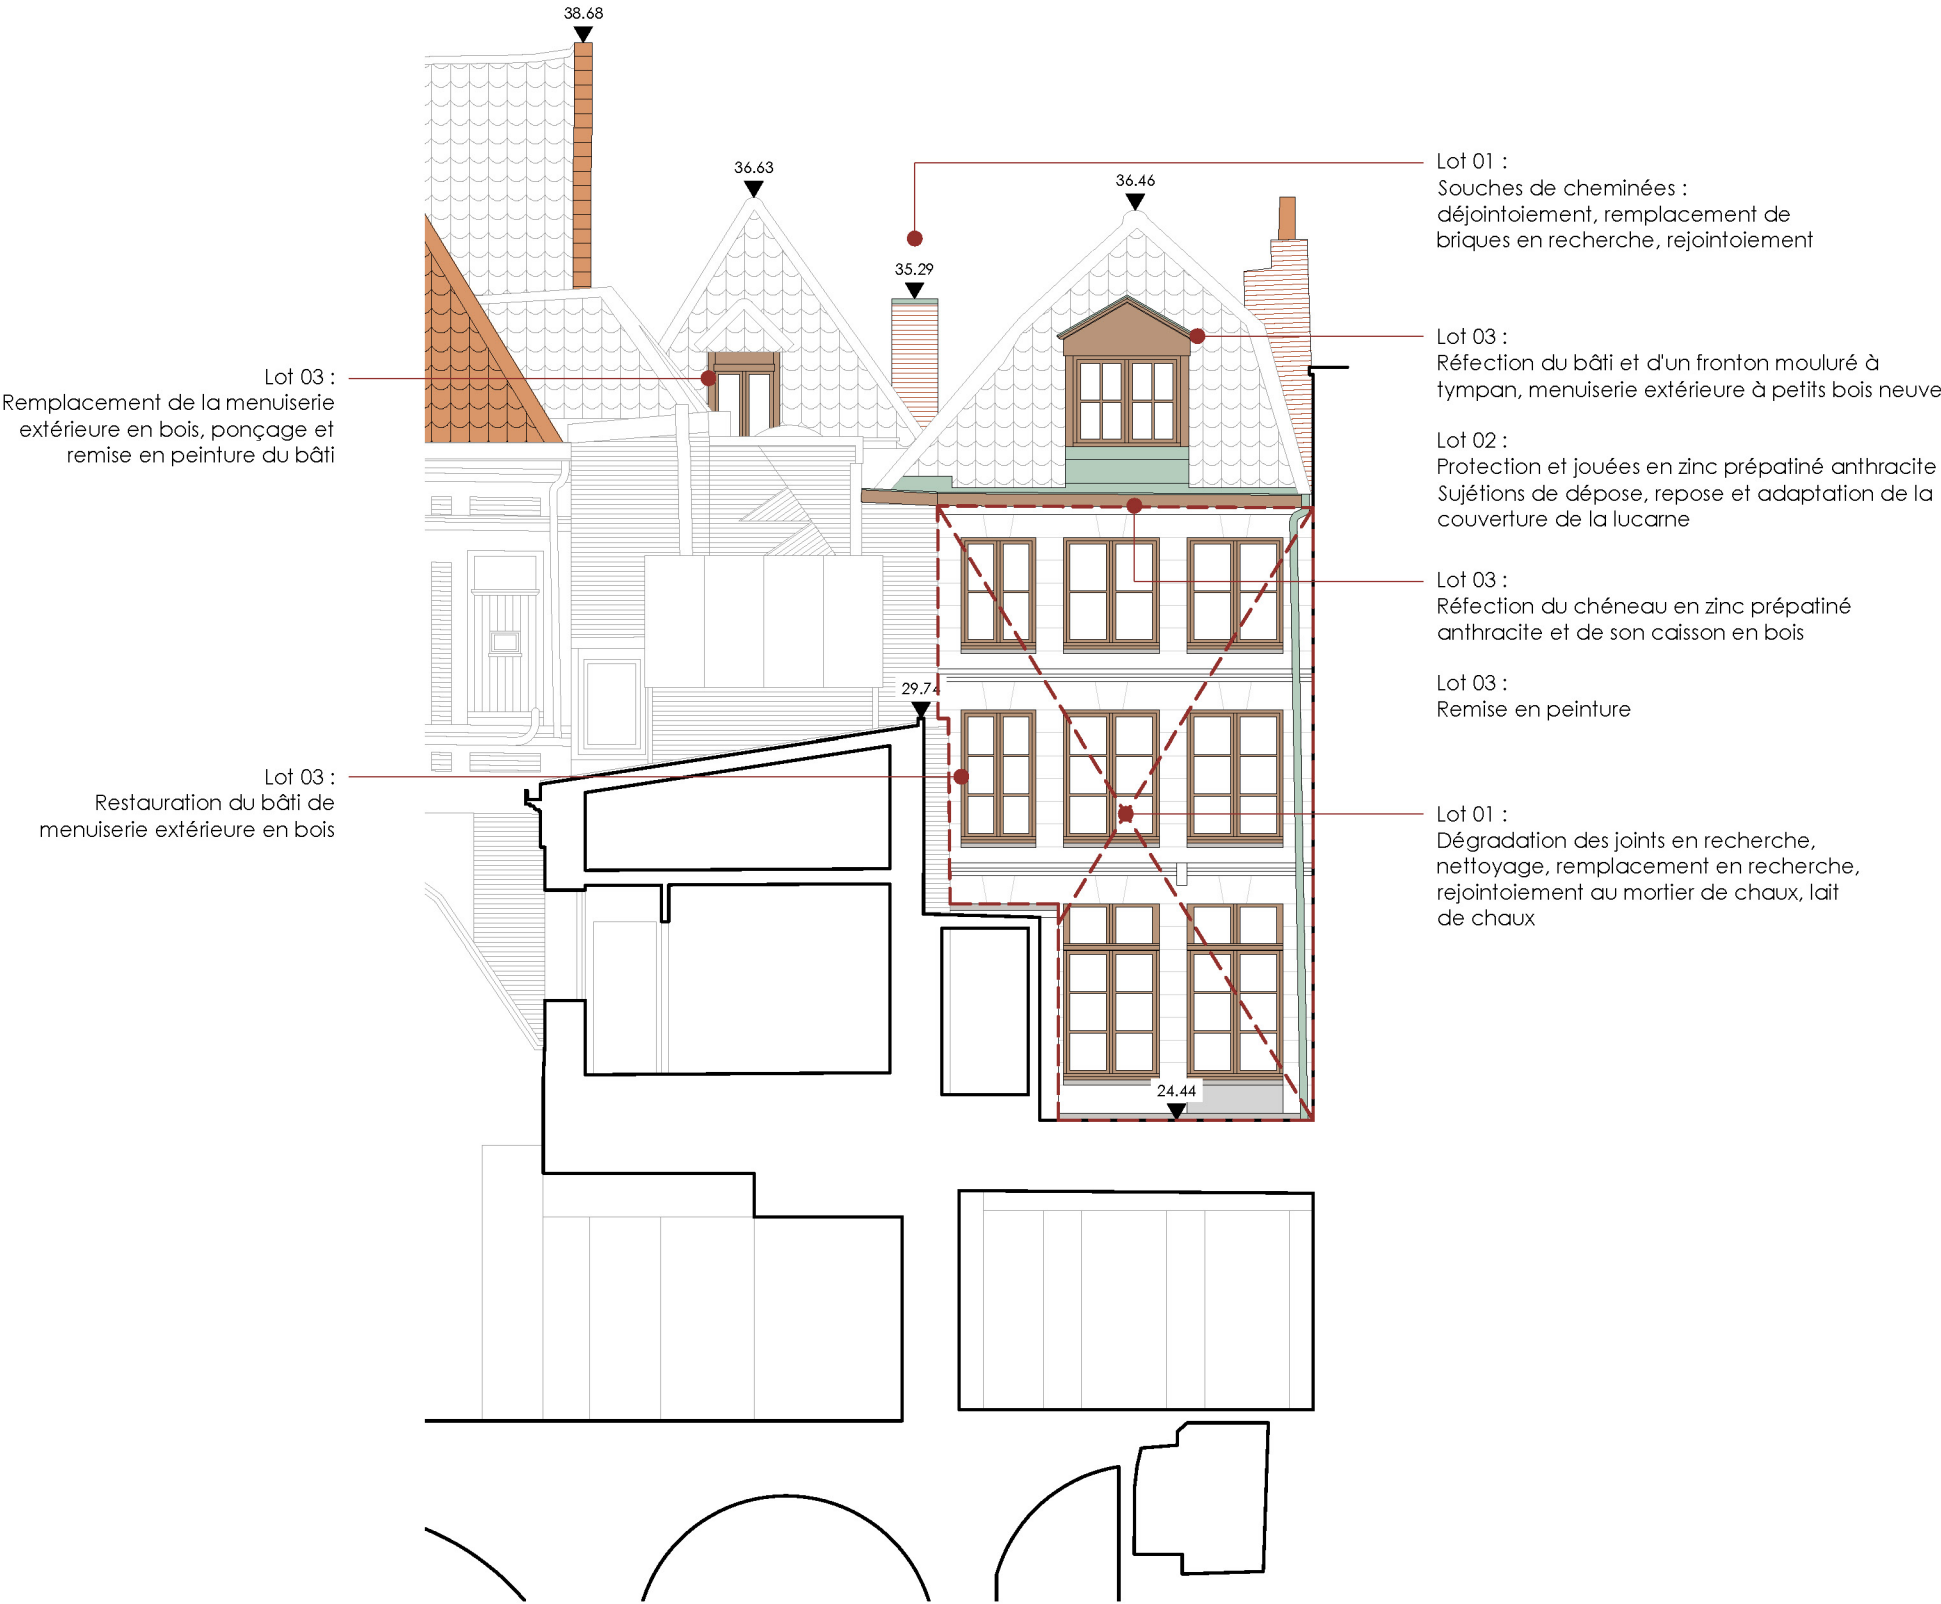 38.68
36.63
36.46
35.29
29.74
24.44
Lot 03 :
Remplacement de la menuiserie
extérieure en bois, ponçage et
remise en peinture du bâti
Lot 03 :
Restauration du bâti de
menuiserie extérieure en bois
Lot 01 :
Souches de cheminées :
déjointoiement, remplacement de
briques en recherche, rejointoiement
Lot 03 :
Réfection du bâti et d'un fronton mouluré à
tympan, menuiserie extérieure à petits bois neuve
Lot 02 :
Protection et jouées en zinc prépatiné anthracite
Sujétions de dépose, repose et adaptation de la
couverture de la lucarne
Lot 03 :
Réfection du chéneau en zinc prépatiné
anthracite et de son caisson en bois
Lot 03 :
Remise en peinture
Lot 01 :
Dégradation des joints en recherche,
nettoyage, remplacement en recherche,
rejointoiement au mortier de chaux, lait
de chaux